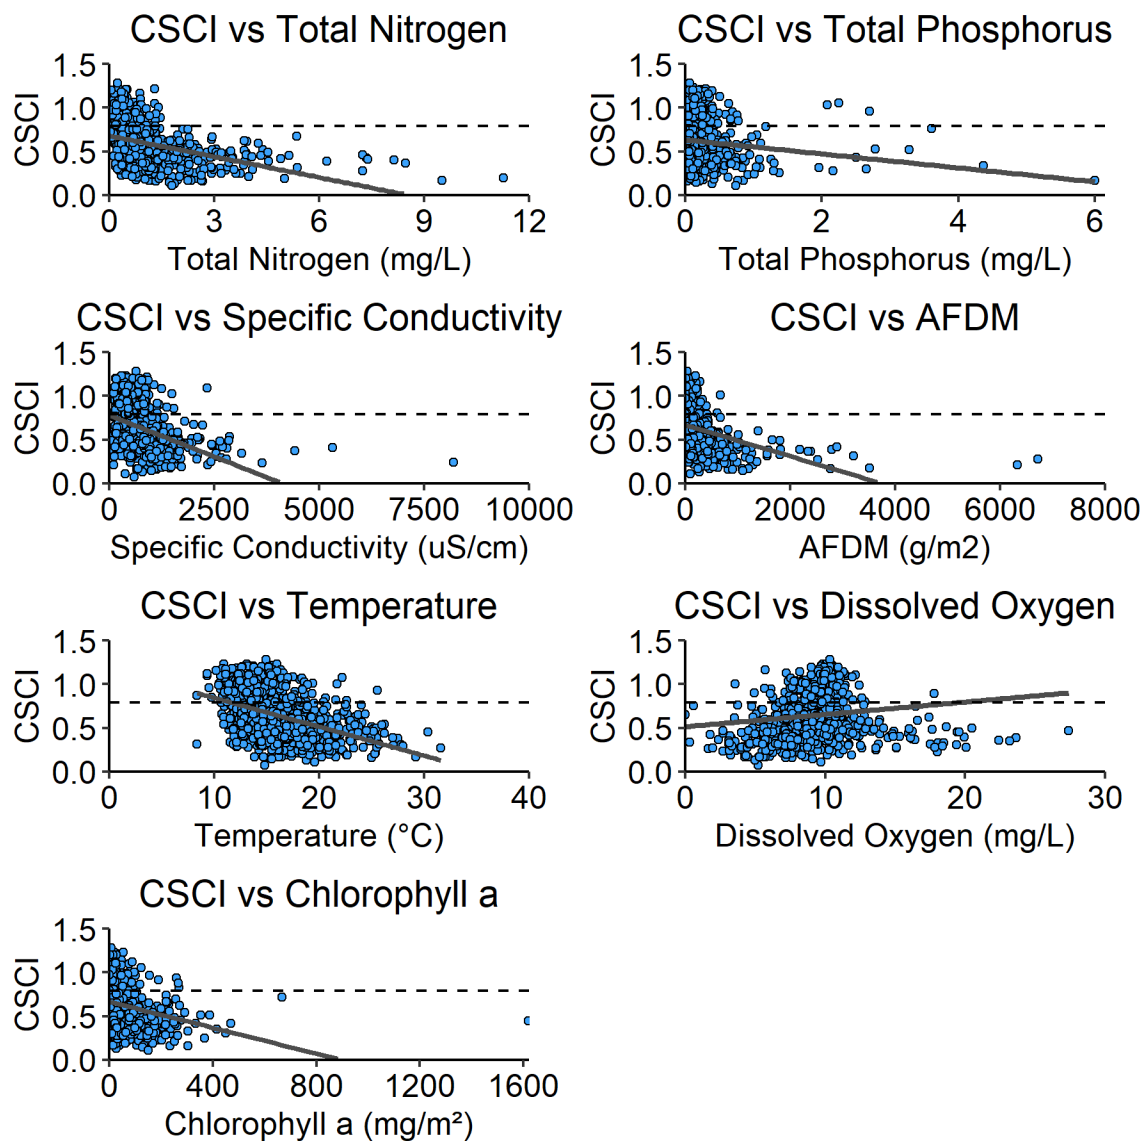 CSCI vs Total Nitrogen
CSCI
1.5
1.0
0.5
0.0
0 3 6 9 12
Total Nitrogen (mg/L)
CSCI vs Total Phosphorus
CSCI
1.5
1.0
0.5
0.0
0 2 4 6
Total Phosphorus (mg/L)
CSCI vs Specific Conductivity
CSCI
1.5
1.0
0.5
0.0
0 2500 5000 7500 10000
Specific Conductivity (uS/cm)
CSCI vs AFDM
CSCI
1.5
1.0
0.5
0.0
0 2000 4000 6000 8000
AFDM (g/m2)
CSCI vs Temperature
CSCI
1.5
1.0
0.5
0.0
0 10 20 30 40
Temperature (°C)
CSCI vs Dissolved Oxygen
CSCI
1.5
1.0
0.5
0.0
0 10 20 30
Dissolved Oxygen (mg/L)
CSCI vs Chlorophyll a
CSCI
1.5
1.0
0.5
0.0
0 400 800 1200 1600
Chlorophyll a (mg/m²)